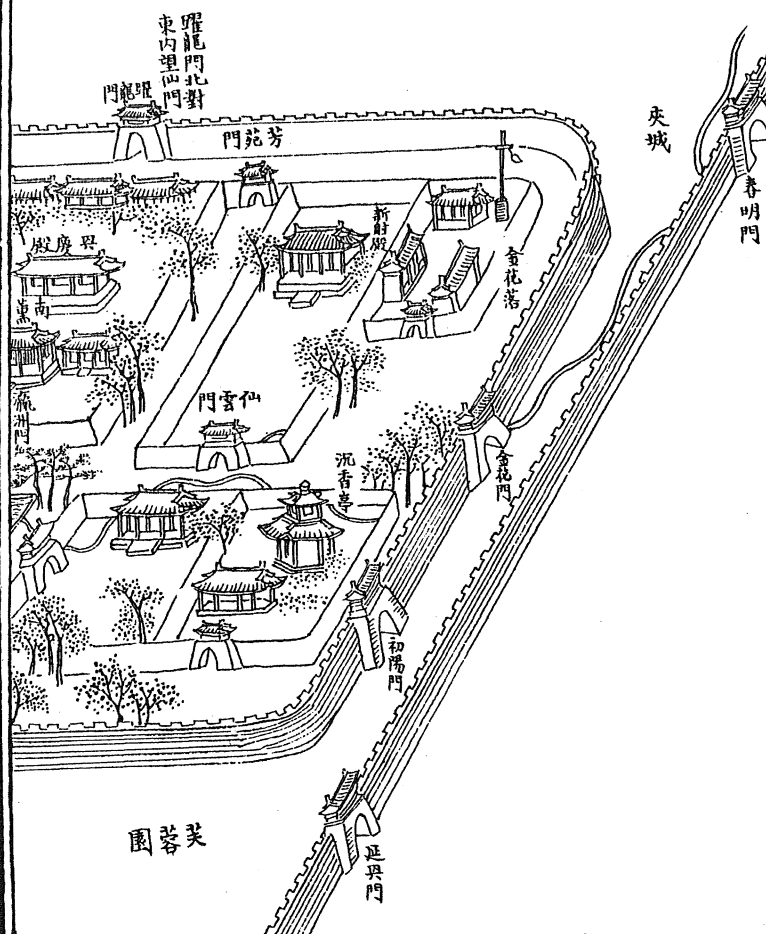 躍龍門北對
東内望仙門
躍龍門
芳苑門
夾城
春明門
新射殿
金花落
興慶殿
南薰
瀛洲門
仙雲門
沉香亭
金花門
初陽門
芙蓉園
延興門